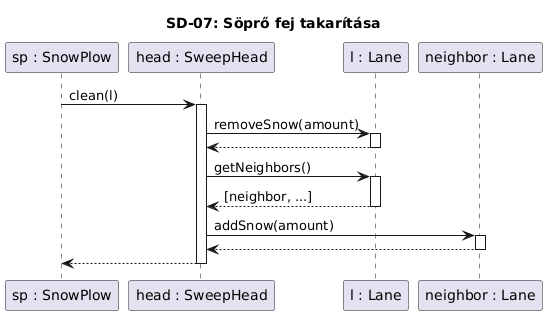 SD-07: Söprő fej takarítása
sp : SnowPlow
head : SweepHead
l : Lane
neighbor : Lane
clean(l)
removeSnow(amount)
getNeighbors()
[neighbor, ...]
addSnow(amount)
sp : SnowPlow
head : SweepHead
l : Lane
neighbor : Lane